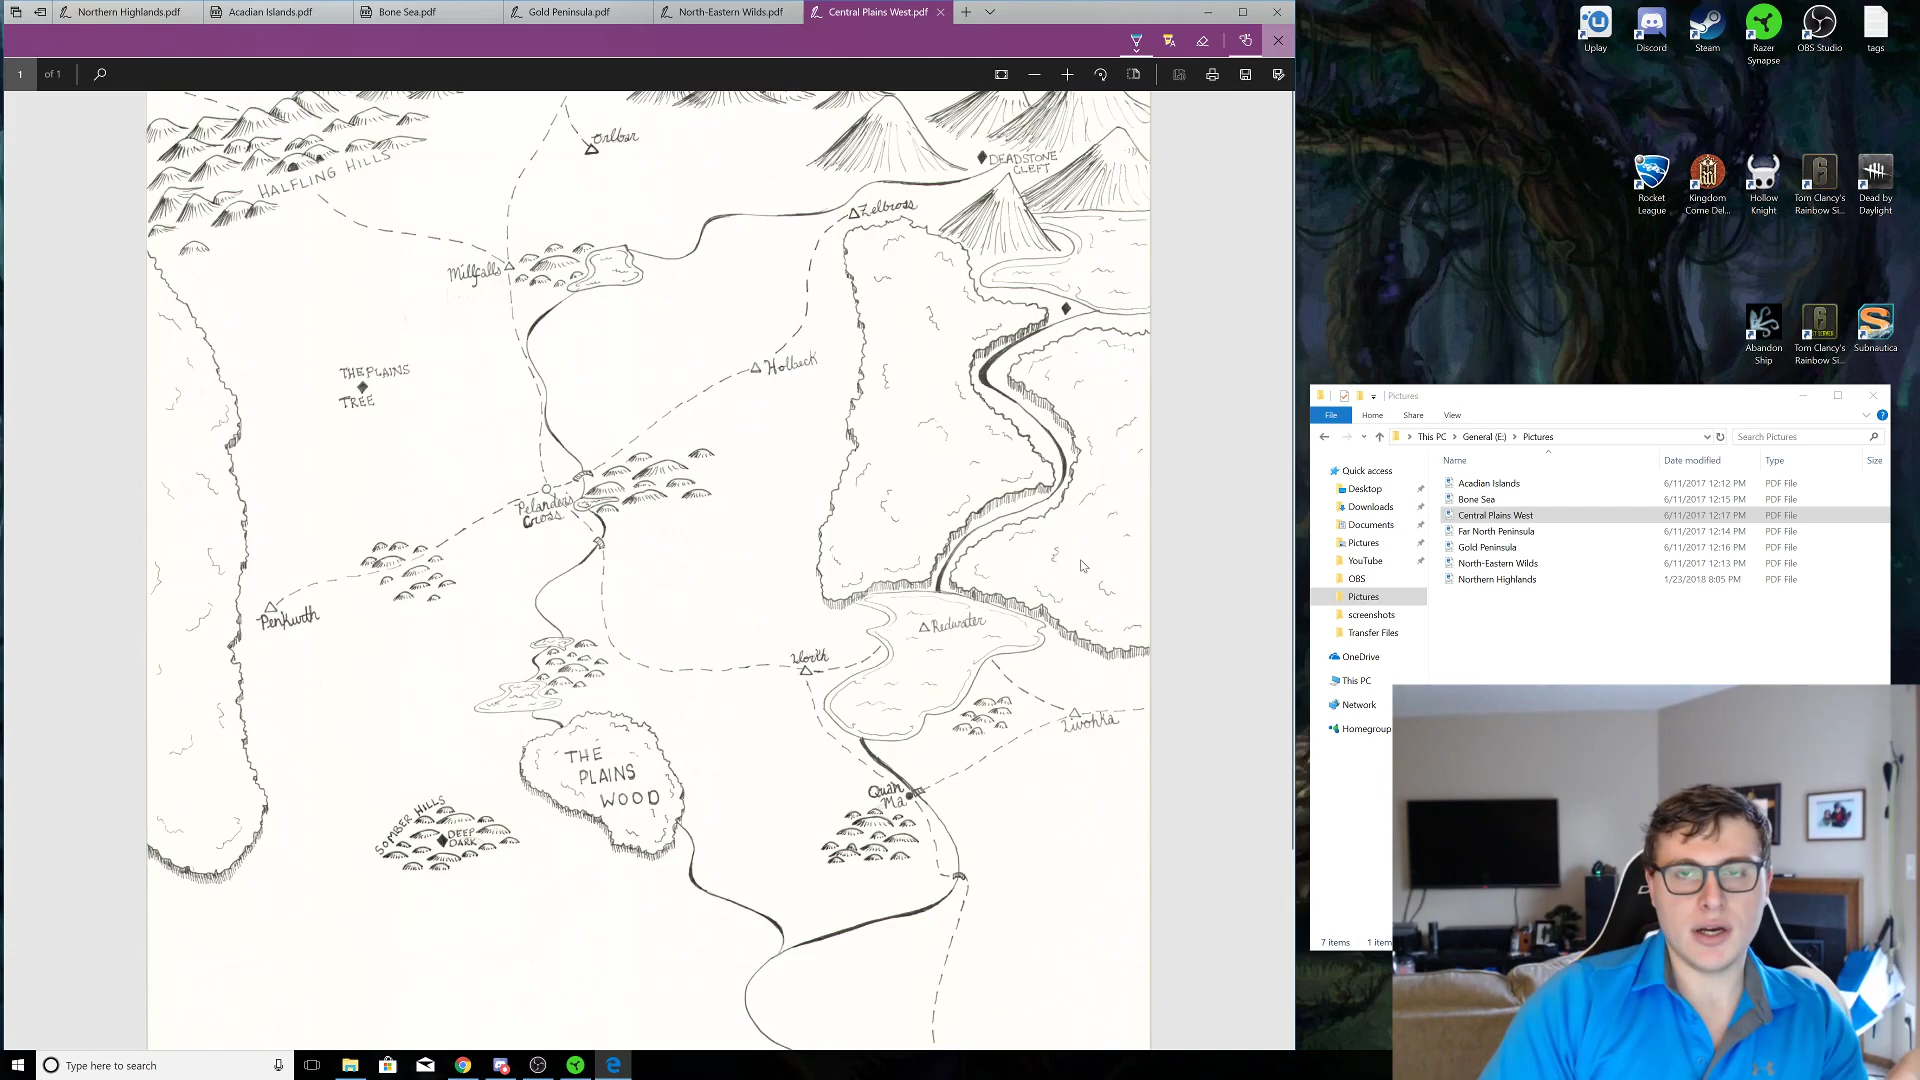 Northern Highlands.pdf
Acadian Islands.pdf
Bone Sea.pdf
Gold Peninsula.pdf
North-Eastern Wilds.pdf
Central Plains West.pdf
1
of 1
Orlbar
DEADSTONE
CLEFT
HALFLING HILLS
Zelbross
Millfalls
THE PLAINS
TREE
Holbeck
Pelanders
Cross
Penkurth
Redwater
Llorth
Livohka
THE
PLAINS
WOOD
Quan
Ma
SOMBER HILLS
DEEP
DARK
Uplay
Discord
Steam
Razer
Synapse
OBS Studio
tags
Rocket
League
Kingdom
Come Del...
Hollow
Knight
Tom Clancy's
Rainbow Si...
Dead by
Daylight
Abandon
Ship
Tom Clancy's
Rainbow Si...
Subnautica
Pictures
File
Home
Share
View
This PC
General (E:)
Pictures
Search Pictures
Name
Date modified
Type
Size
Quick access
Desktop
Downloads
Documents
Pictures
YouTube
OBS
Pictures
screenshots
Transfer Files
OneDrive
This PC
Network
Homegroup
Acadian Islands 6/11/2017 12:12 PM PDF File
Bone Sea 6/11/2017 12:15 PM PDF File
Central Plains West 6/11/2017 12:17 PM PDF File
Far North Peninsula 6/11/2017 12:14 PM PDF File
Gold Peninsula 6/11/2017 12:16 PM PDF File
North-Eastern Wilds 6/11/2017 12:13 PM PDF File
Northern Highlands 1/23/2018 8:05 PM PDF File
7 items
1 item
Type here to search